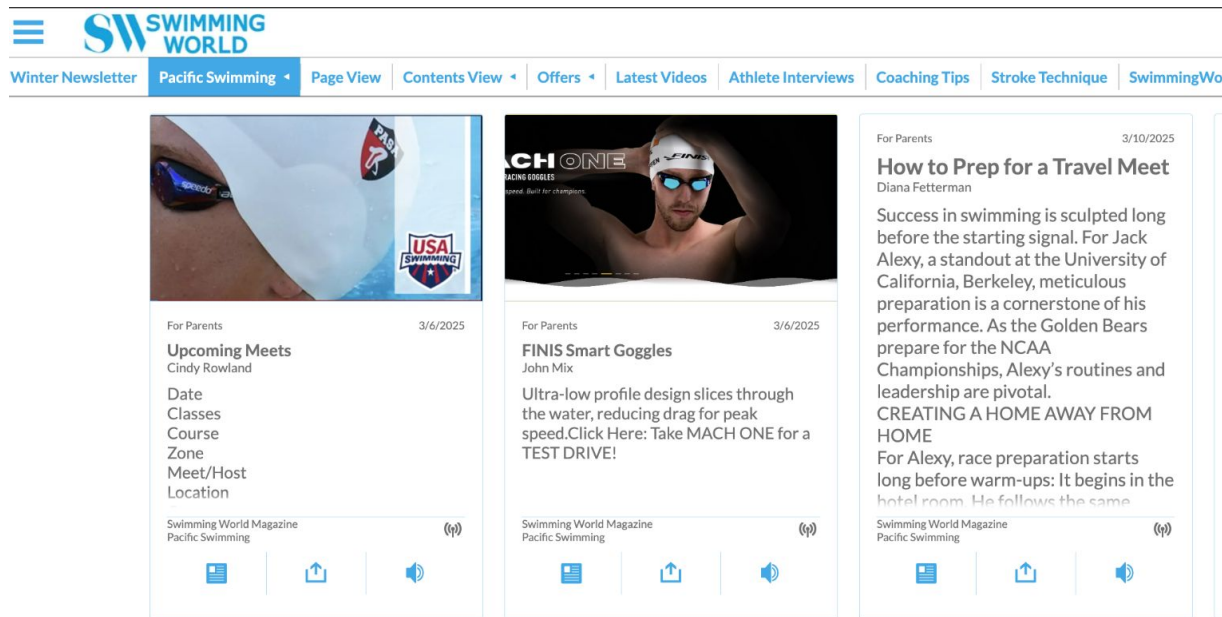 SW SWIMMING
WORLD
Winter Newsletter
Pacific Swimming
Page View
Contents View
Offers
Latest Videos
Athlete Interviews
Coaching Tips
Stroke Technique
SwimmingWo
PASA
speedo
USA
SWIMMING
For Parents 3/6/2025
Upcoming Meets
Cindy Rowland
Date
Classes
Course
Zone
Meet/Host
Location
Swimming World Magazine
Pacific Swimming
ACH ONE
RACING GOGGLES
speed. Built for champions.
FINIS
For Parents 3/6/2025
FINIS Smart Goggles
John Mix
Ultra-low profile design slices through
the water, reducing drag for peak
speed.Click Here: Take MACH ONE for a
TEST DRIVE!
Swimming World Magazine
Pacific Swimming
For Parents 3/10/2025
How to Prep for a Travel Meet
Diana Fetterman
Success in swimming is sculpted long
before the starting signal. For Jack
Alexy, a standout at the University of
California, Berkeley, meticulous
preparation is a cornerstone of his
performance. As the Golden Bears
prepare for the NCAA
Championships, Alexy's routines and
leadership are pivotal.
CREATING A HOME AWAY FROM
HOME
For Alexy, race preparation starts
long before warm-ups: It begins in the
hotel room. He follows the same
Swimming World Magazine
Pacific Swimming